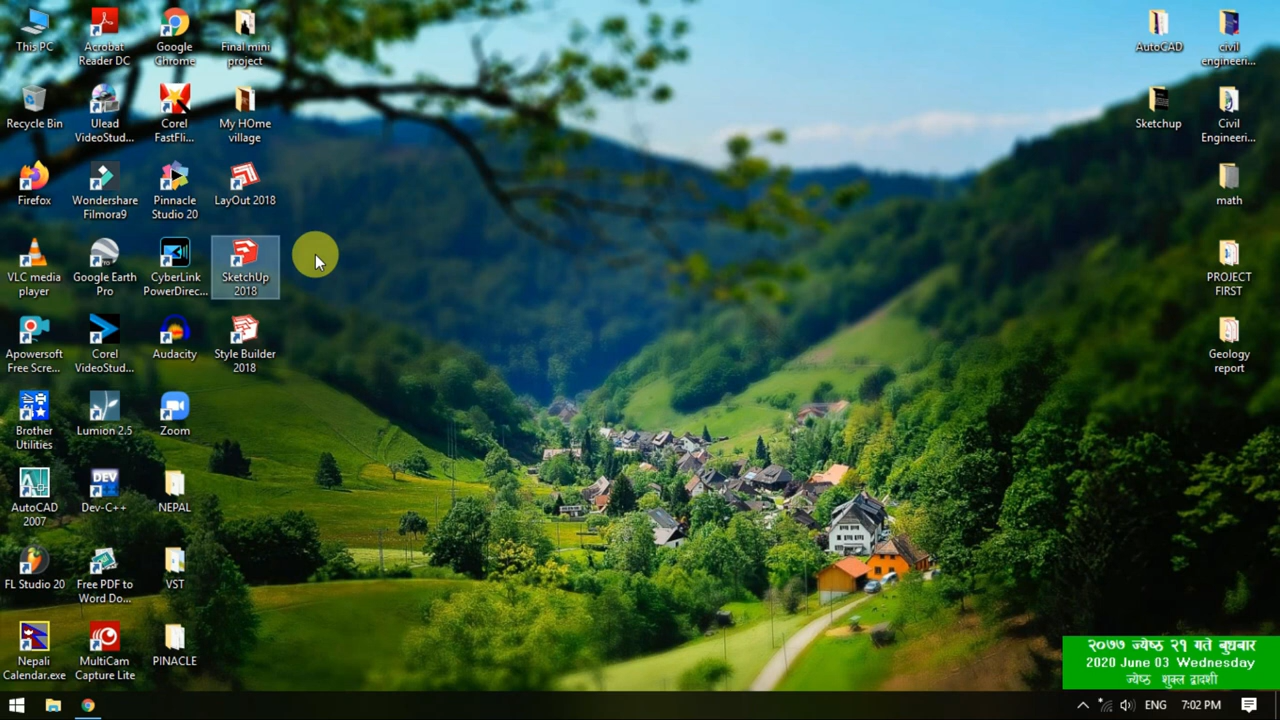 This PC
Acrobat
Reader DC
Google
Chrome
Final mini
project
Recycle Bin
Ulead
VideoStud...
Corel
FastFli...
My HOme
village
Firefox
Wondershare
Filmora9
Pinnacle
Studio 20
LayOut 2018
VLC media
player
Google Earth
Pro
CyberLink
PowerDirec...
SketchUp
2018
Apowersoft
Free Scre...
Corel
VideoStud...
Audacity
Style Builder
2018
Brother
Utilities
Lumion 2.5
Zoom
AutoCAD
2007
DEV
Dev-C++
NEPAL
FL Studio 20
Free PDF to
Word Do...
VST
Nepali
Calendar.exe
MultiCam
Capture Lite
PINACLE
AutoCAD
civil
engineeri...
Sketchup
Civil
Engineeri...
math
PROJECT
FIRST
Geology
report
२०७७ ज्येष्ठ २१ गते बुधबार
2020 June 03 Wednesday
ज्येष्ठ शुक्ल द्वादशी
ENG
7:02 PM